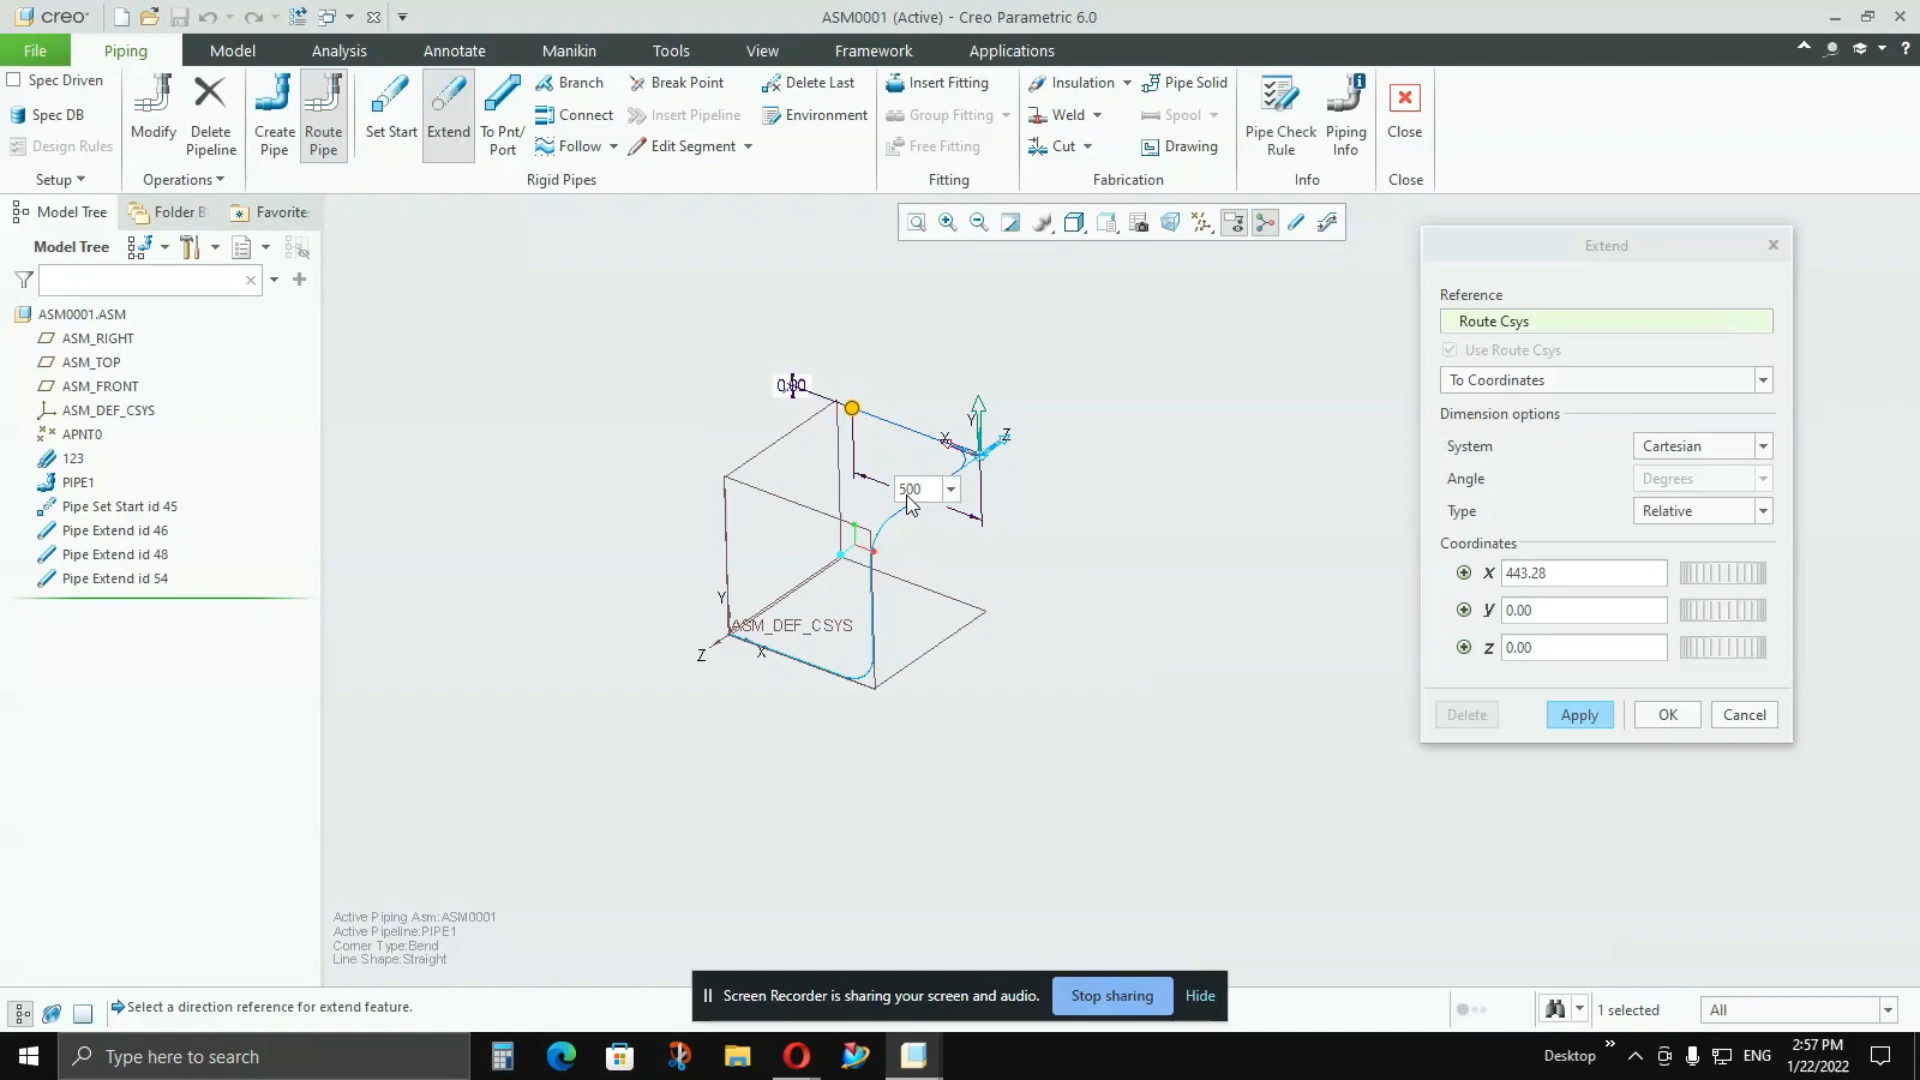 creo
ASM0001 (Active) - Creo Parametric 6.0
File Piping Model Analysis Annotate Manikin Tools View Framework Applications
Spec Driven
Spec DB
Design Rules
Setup
Modify
Delete Pipeline
Operations
Create Pipe
Route Pipe
Set Start
Extend
To Pnt/ Port
Branch
Connect
Follow
Break Point
Insert Pipeline
Edit Segment
Delete Last
Environment
Rigid Pipes
Insert Fitting
Group Fitting
Free Fitting
Fitting
Insulation
Weld
Cut
Pipe Solid
Spool
Drawing
Fabrication
Pipe Check Rule
Piping Info
Info
Close
Close
Model Tree Folder B Favorite
Model Tree
ASM0001.ASM
ASM_RIGHT
ASM_TOP
ASM_FRONT
ASM_DEF_CSYS
APNT0
123
PIPE1
Pipe Set Start id 45
Pipe Extend id 46
Pipe Extend id 48
Pipe Extend id 54
Y
X
Z
500
Y
ASM_DEF_CSYS
Z
X
Extend
Reference
Route Csys
Use Route Csys
To Coordinates
Dimension options
System Cartesian
Angle Degrees
Type Relative
Coordinates
X 443.28
y 0.00
z 0.00
Delete Apply OK Cancel
Active Piping Asm:ASM0001
Active Pipeline:PIPE1
Corner Type:Bend
Line Shape:Straight
Select a direction reference for extend feature.
Screen Recorder is sharing your screen and audio. Stop sharing Hide
1 selected All
Type here to search
Desktop
ENG
2:57 PM
1/22/2022